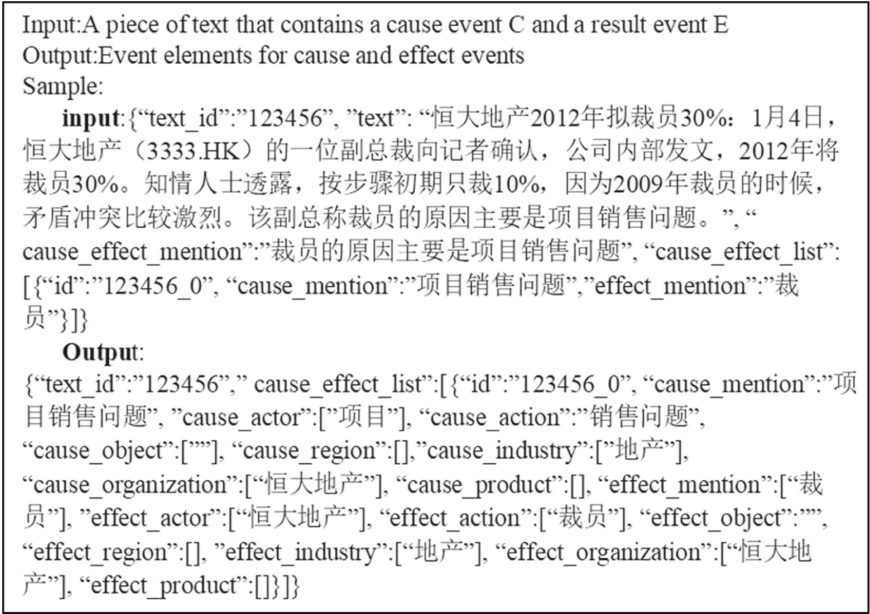 Input:A piece of text that contains a cause event C and a result event E
Output:Event elements for cause and effect events
Sample:
input:{“text_id”:”123456”, ”text”: “恒大地产2012年拟裁员30%：1月4日，
恒大地产（3333.HK）的一位副总裁向记者确认，公司内部发文，2012年将
裁员30%。知情人士透露，按步骤初期只裁10%，因为2009年裁员的时候，
矛盾冲突比较激烈。该副总称裁员的原因主要是项目销售问题。”, “
cause_effect_mention”:”裁员的原因主要是项目销售问题”, “cause_effect_list”:
[{“id”:”123456_0”, “cause_mention”:”项目销售问题”,”effect_mention”:”裁
员”}]}
Output:
{“text_id”:”123456”,” cause_effect_list”:[{“id”:”123456_0”, “cause_mention”:”项
目销售问题”, ”cause_actor”:[”项目”], “cause_action”:”销售问题”,
“cause_object”:[””], “cause_region”:[],”cause_industry”:[”地产”],
“cause_organization”:[“恒大地产”], “cause_product”:[], “effect_mention”:[“裁
员”], ”effect_actor”:[“恒大地产”], “effect_action”:[“裁员”], “effect_object”:””,
“effect_region”:[], ”effect_industry”:[“地产”], “effect_organization”:[“恒大地
产”], “effect_product”:[]}]}